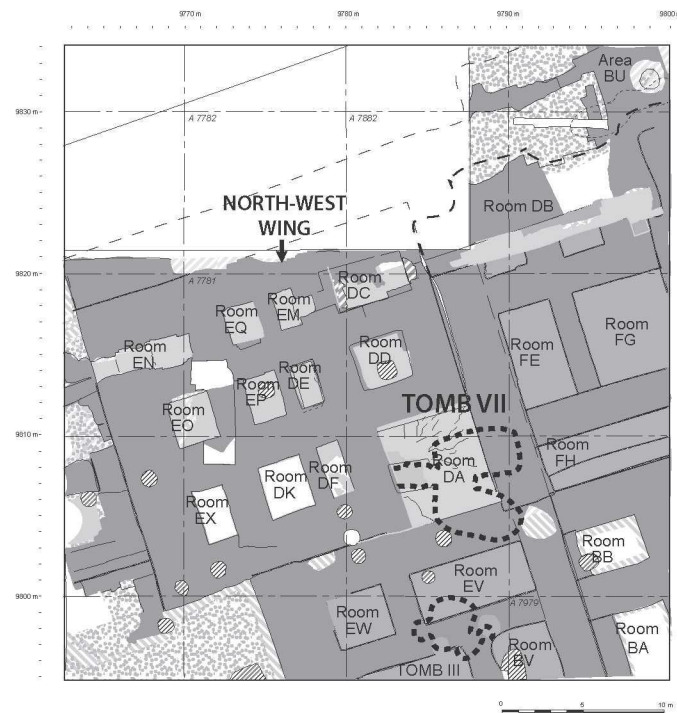 9770 m 9780 m 9790 m 9800 m
Area
BU
9830 m
A 7782 A 7882
NORTH-WEST
WING
Room DB
9820 m
A 7781
Room
DC
Room
EM
Room
EQ
Room
FG
Room
FE
Room
DD
Room
EN
Room
DE
Room
EP
TOMB VII
Room
EO
9810 m
Room
FH
Room
DA
Room
DF
Room
DK
Room
EX
Room
BB
Room
EV
9800 m
A 7979
Room
EW
Room
BA
Room
BV
TOMB III
0 5 10 m